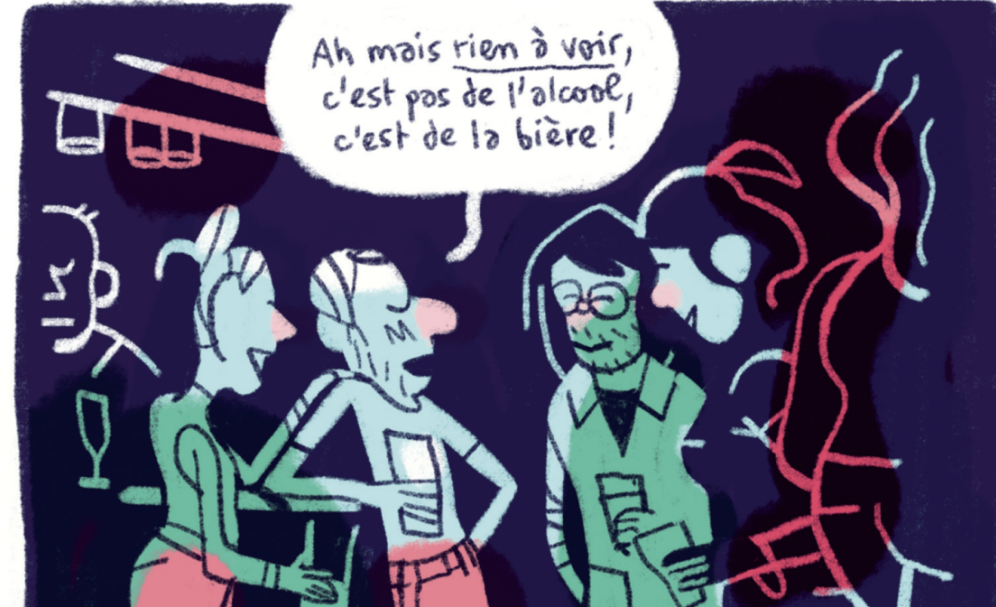 Ah mais rien à voir,
c'est pas de l'alcool,
c'est de la bière !